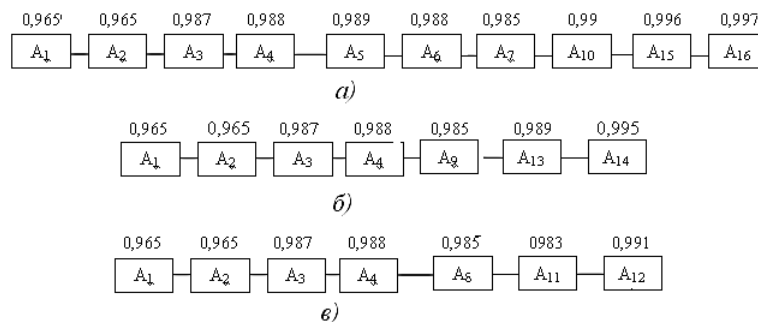 0,965 0,965 0,987 0,988 0,989 0,988 0,985 0,99 0,996 0,997
A1 A2 A3 A4 A5 A6 A7 A10 A15 A16
а)
0,965 0,965 0,987 0,988 0,985 0,989 0,995
A1 A2 A3 A4 A9 A13 A14
б)
0,965 0,965 0,987 0,988 0,985 0983 0,991
A1 A2 A3 A4 A8 A11 A12
в)